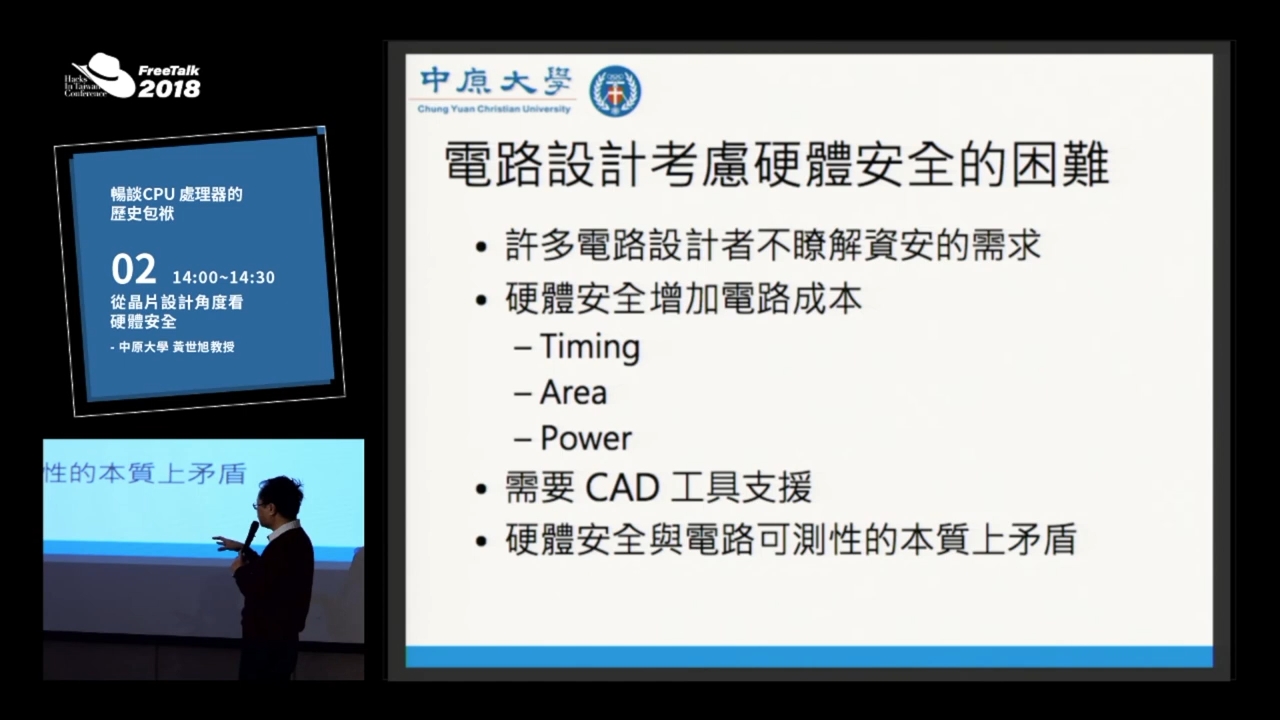 Hacks
In Taiwan
Conference
FreeTalk
2018
暢談CPU 處理器的
歷史包袱
02 14:00~14:30
從晶片設計角度看
硬體安全
- 中原大學 黃世旭教授
性的本質上矛盾
中原大學
Chung Yuan Christian University
電路設計考慮硬體安全的困難
• 許多電路設計者不瞭解資安的需求
• 硬體安全增加電路成本
– Timing
– Area
– Power
• 需要 CAD 工具支援
• 硬體安全與電路可測性的本質上矛盾